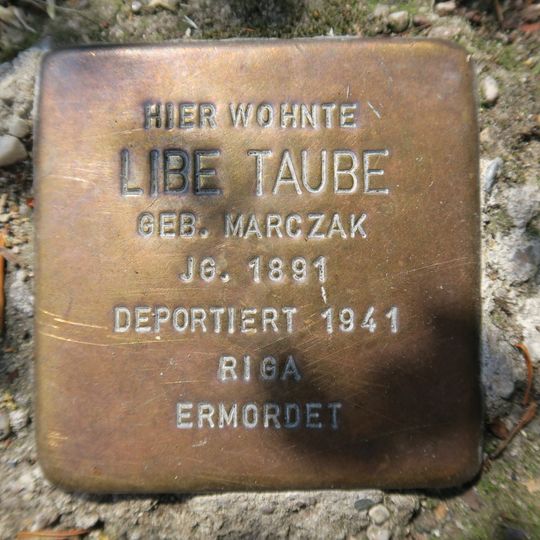 HIER WOHNTE
LIBE TAUBE
GEB. MARCZAK
JG. 1891
DEPORTIERT 1941
RIGA
ERMORDET